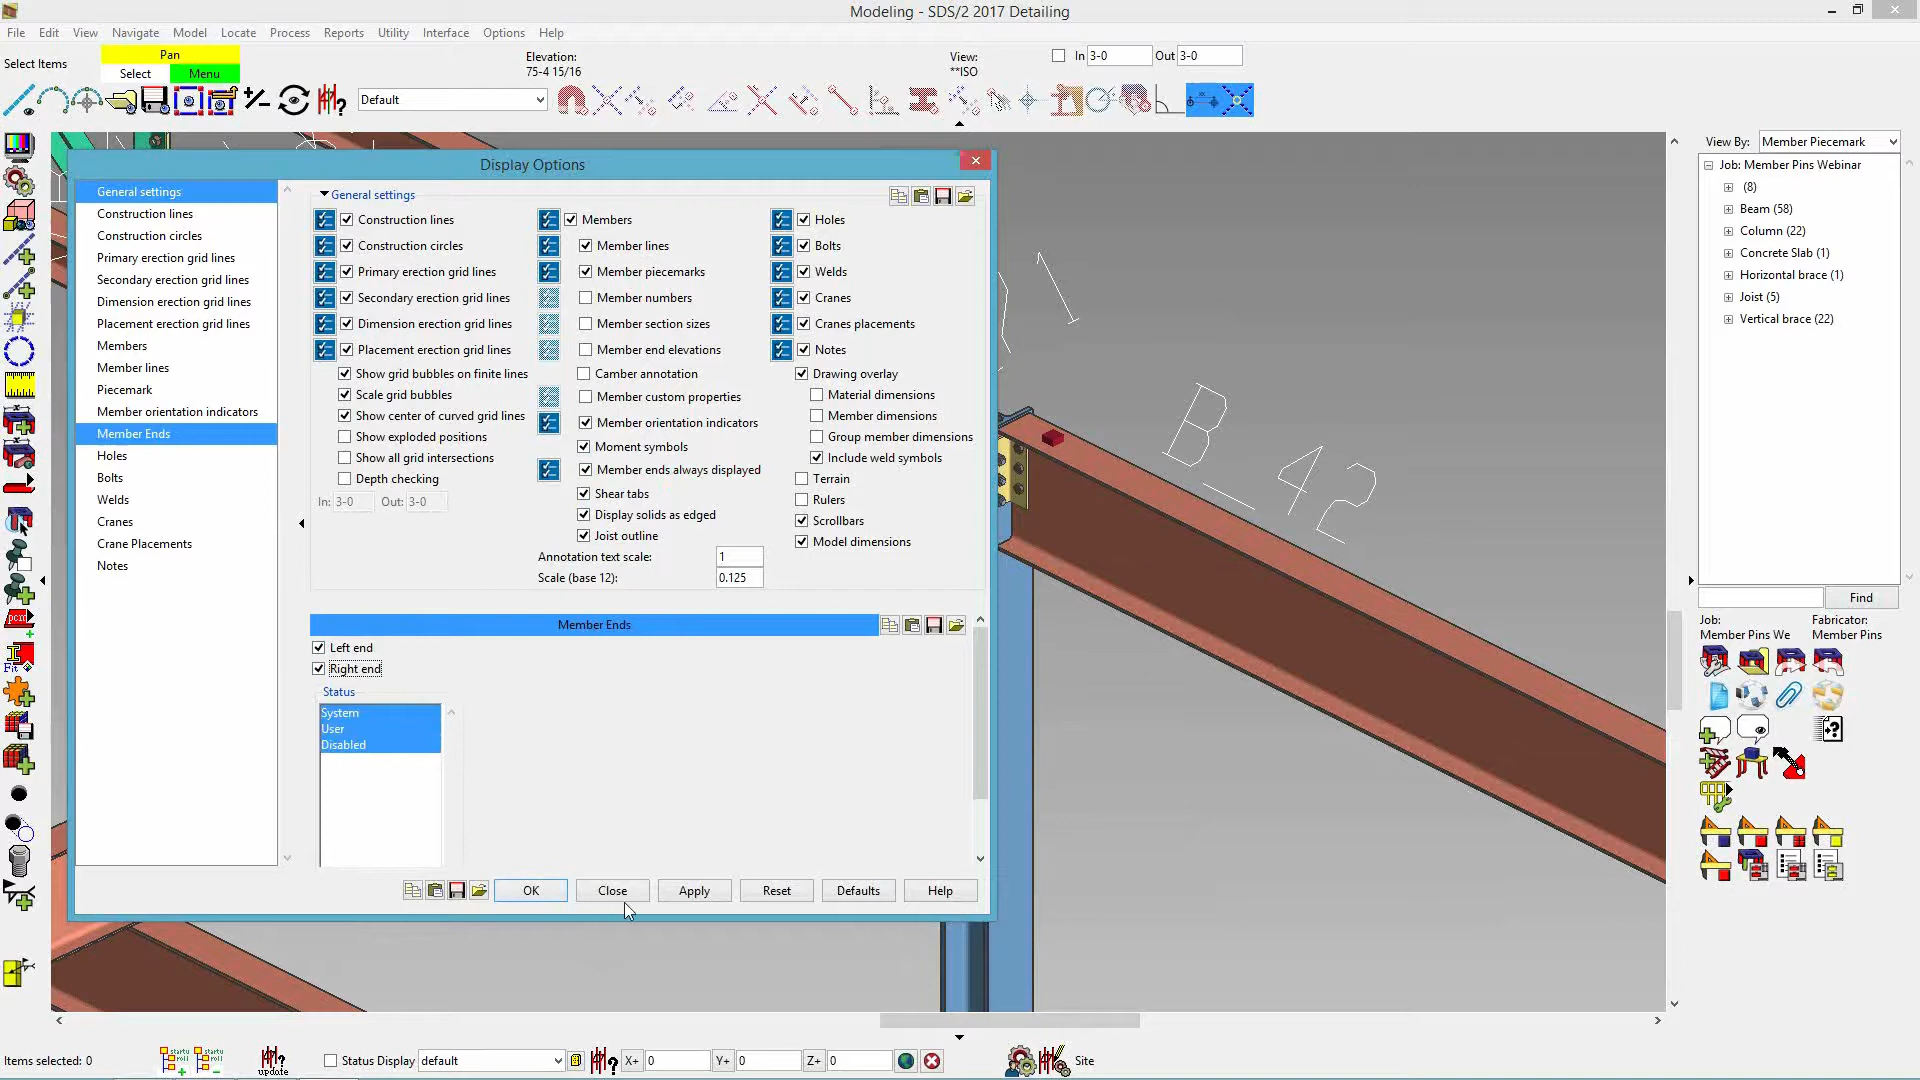 Modeling - SDS/2 2017 Detailing
File Edit View Navigate Model Locate Process Reports Utility Interface Options Help
Select Items
Pan
Select Menu
Elevation:
75-4 15/16
View:
**ISO
In 3-0 Out 3-0
Default
Display Options
General settings
Construction lines
Construction circles
Primary erection grid lines
Secondary erection grid lines
Dimension erection grid lines
Placement erection grid lines
Members
Member lines
Piecemark
Member orientation indicators
Member Ends
Holes
Bolts
Welds
Cranes
Crane Placements
Notes
General settings
Construction lines
Construction circles
Primary erection grid lines
Secondary erection grid lines
Dimension erection grid lines
Placement erection grid lines
Show grid bubbles on finite lines
Scale grid bubbles
Show center of curved grid lines
Show exploded positions
Show all grid intersections
Depth checking
In: 3-0 Out: 3-0
Members
Member lines
Member piecemarks
Member numbers
Member section sizes
Member end elevations
Camber annotation
Member custom properties
Member orientation indicators
Moment symbols
Member ends always displayed
Shear tabs
Display solids as edged
Joist outline
Annotation text scale: 1
Scale (base 12): 0.125
Holes
Bolts
Welds
Cranes
Cranes placements
Notes
Drawing overlay
Material dimensions
Member dimensions
Group member dimensions
Include weld symbols
Terrain
Rulers
Scrollbars
Model dimensions
Member Ends
Left end
Right end
Status
System
User
Disabled
OK Close Apply Reset Defaults Help
B_42
View By: Member Piecemark
Job: Member Pins Webinar
(8)
Beam (58)
Column (22)
Concrete Slab (1)
Horizontal brace (1)
Joist (5)
Vertical brace (22)
Find
Job: Fabricator:
Member Pins We Member Pins
pcm
Fit
Items selected: 0
startu
roll
startu
roll
update
Status Display default
X+ 0 Y+ 0 Z+ 0
Site